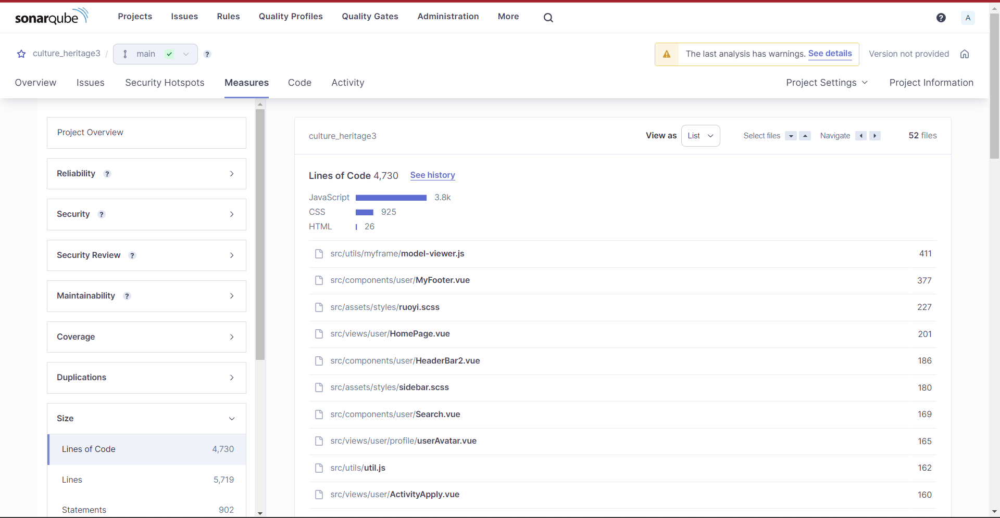 sonarqube
Projects Issues Rules Quality Profiles Quality Gates Administration More
? A
culture_heritage3 / main ?
The last analysis has warnings. See details
Version not provided
Overview Issues Security Hotspots Measures Code Activity
Project Settings Project Information
Project Overview
Reliability ?
Security ?
Security Review ?
Maintainability ?
Coverage
Duplications
Size
Lines of Code 4,730
Lines 5,719
Statements 902
culture_heritage3 View as List Select files Navigate 52 files
Lines of Code 4,730 See history
JavaScript 3.8k
CSS 925
HTML 26
src/utils/myframe/model-viewer.js 411
src/components/user/MyFooter.vue 377
src/assets/styles/ruoyi.scss 227
src/views/user/HomePage.vue 201
src/components/user/HeaderBar2.vue 186
src/assets/styles/sidebar.scss 180
src/components/user/Search.vue 169
src/views/user/profile/userAvatar.vue 165
src/utils/util.js 162
src/views/user/ActivityApply.vue 160